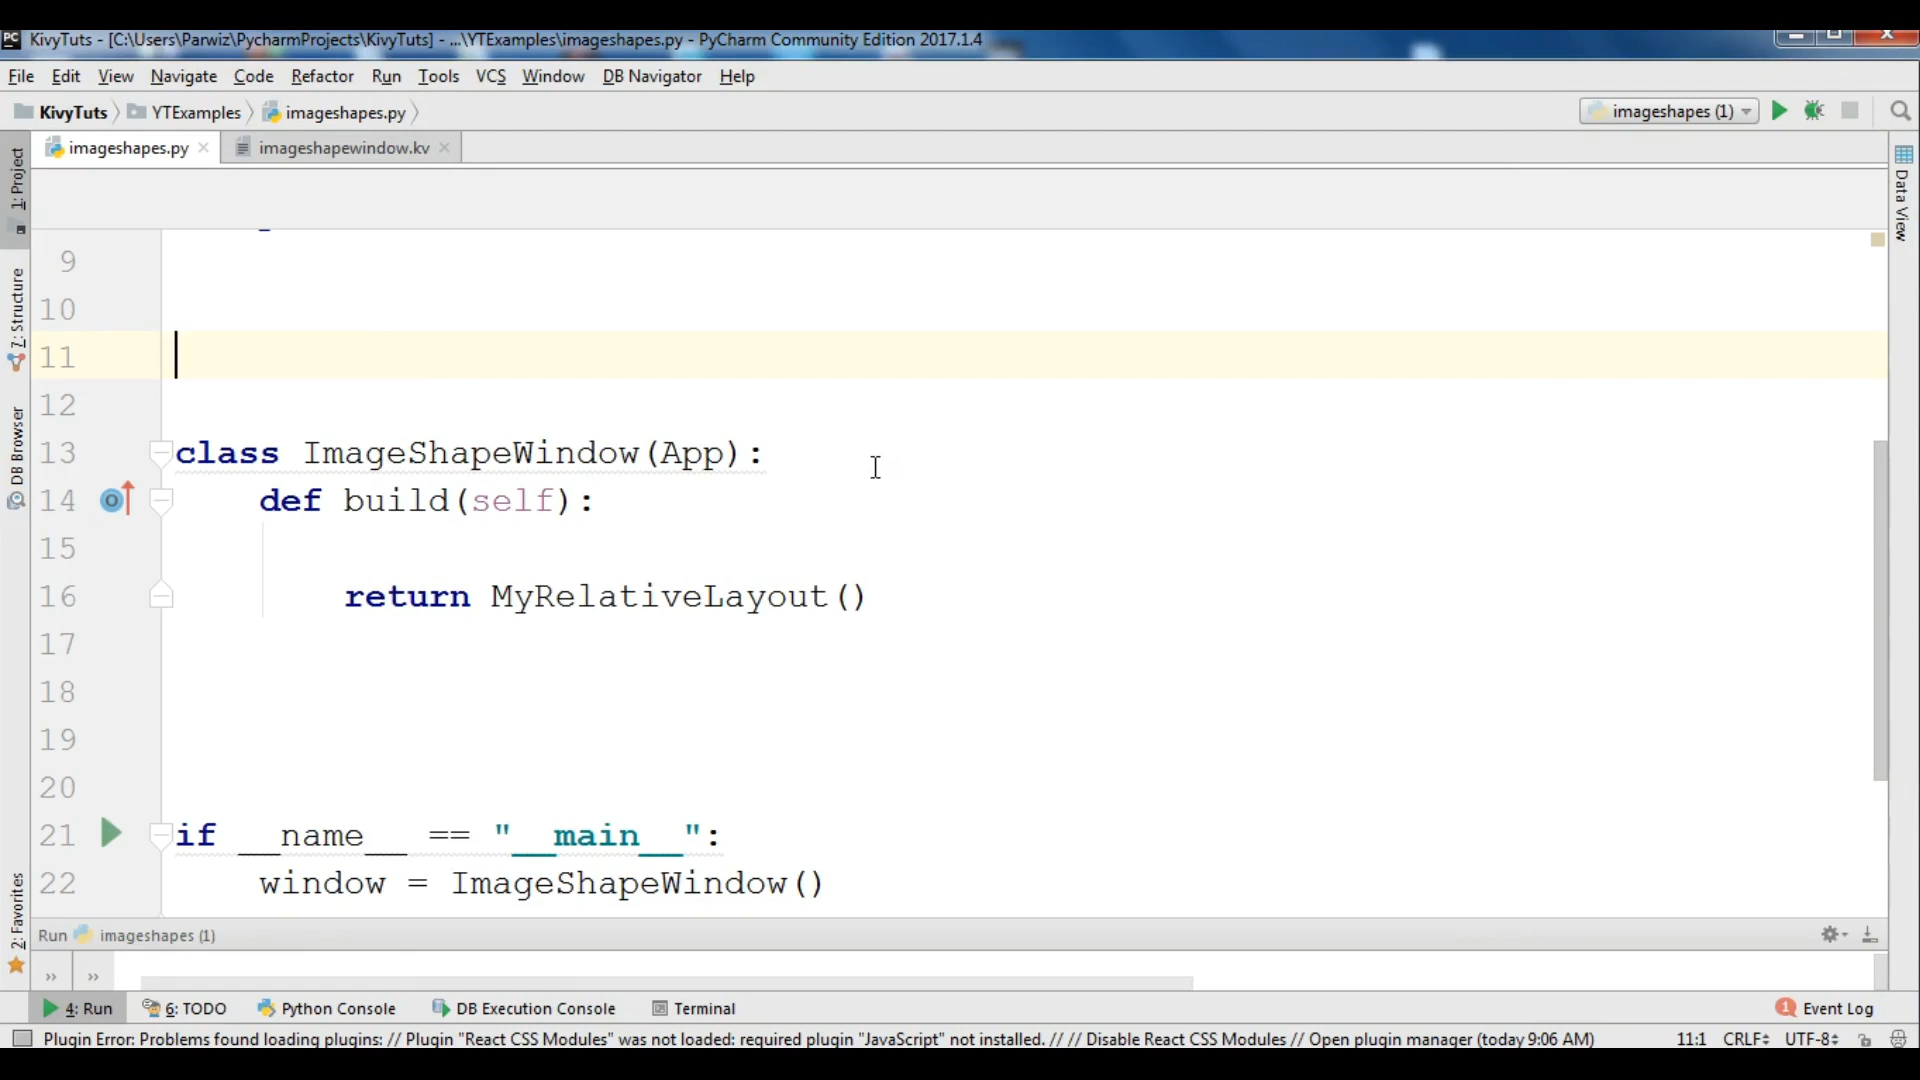 PC KivyTuts - [C:\Users\Parwiz\PycharmProjects\KivyTuts] - ...\YTExamples\imageshapes.py - PyCharm Community Edition 2017.1.4
File Edit View Navigate Code Refactor Run Tools VCS Window DB Navigator Help
KivyTuts YTExamples imageshapes.py imageshapes (1)
imageshapes.py imageshapewindow.kv
1: Project
7: Structure
DB Browser
2: Favorites
Data View
9
10
11
12
13 class ImageShapeWindow(App):
14 def build(self):
15
16 return MyRelativeLayout()
17
18
19
20
21 if __name__ == "__main__":
22 window = ImageShapeWindow()
Run imageshapes (1)
4: Run 6: TODO Python Console DB Execution Console Terminal 1 Event Log
Plugin Error: Problems found loading plugins: // Plugin "React CSS Modules" was not loaded: required plugin "JavaScript" not installed. // // Disable React CSS Modules // Open plugin manager (today 9:06 AM) 11:1 CRLF UTF-8